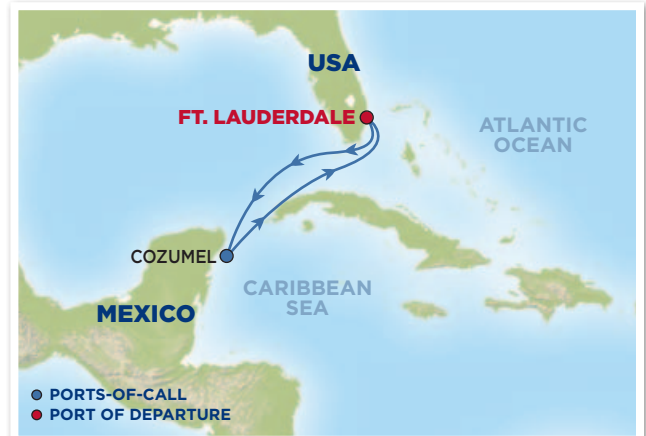 USA
FT. LAUDERDALE
ATLANTIC
OCEAN
COZUMEL
CARIBBEAN
SEA
MEXICO
PORTS-OF-CALL
PORT OF DEPARTURE